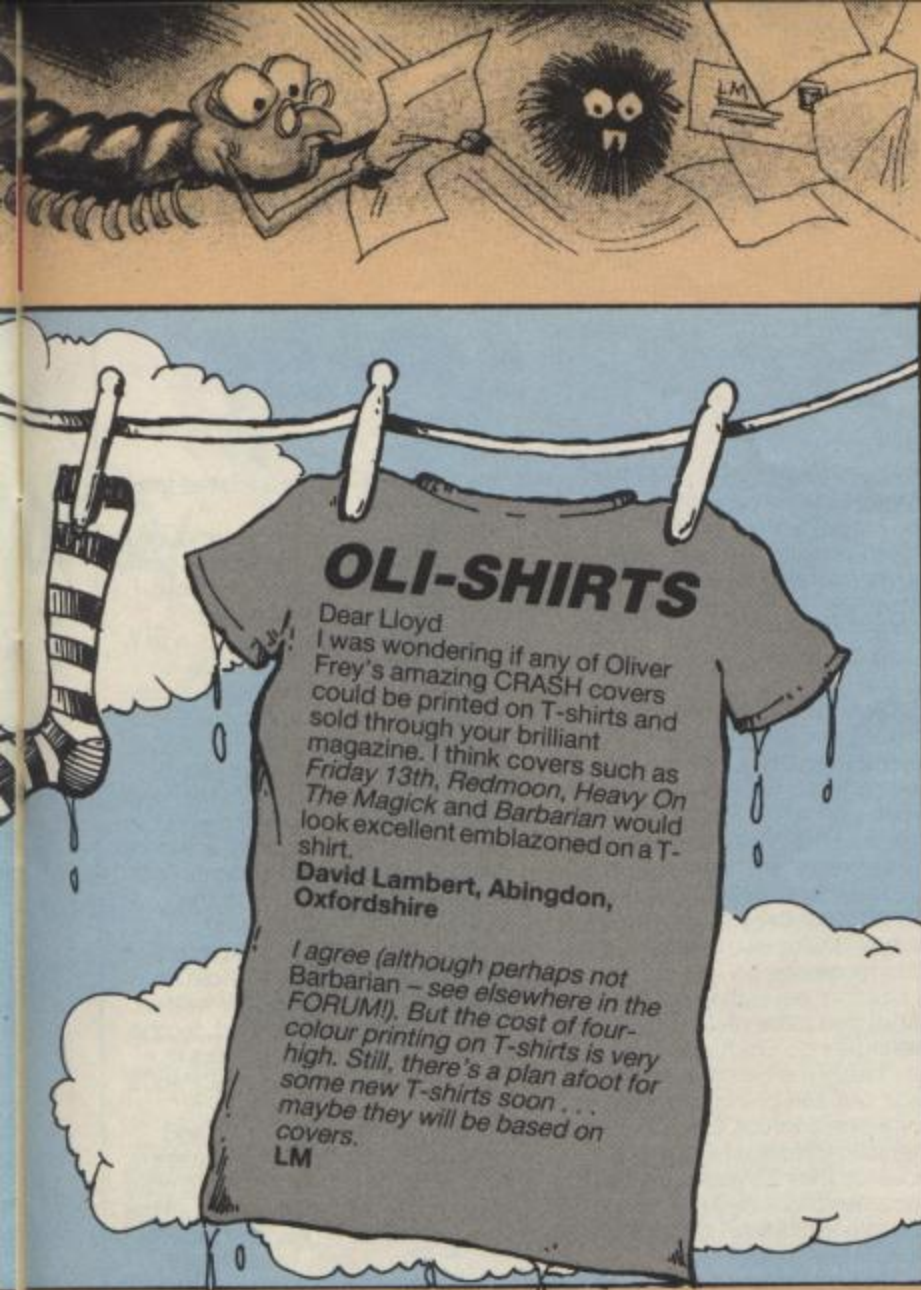 LM
OLI-SHIRTS
Dear Lloyd
I was wondering if any of Oliver
Frey's amazing CRASH covers
could be printed on T-shirts and
sold through your brilliant
magazine. I think covers such as
Friday 13th, Redmoon, Heavy On
The Magick and Barbarian would
look excellent emblazoned on a T-
shirt.
David Lambert, Abingdon,
Oxfordshire
I agree (although perhaps not
Barbarian – see elsewhere in the
FORUM!). But the cost of four-
colour printing on T-shirts is very
high. Still, there's a plan afoot for
some new T-shirts soon . . .
maybe they will be based on
covers.
LM